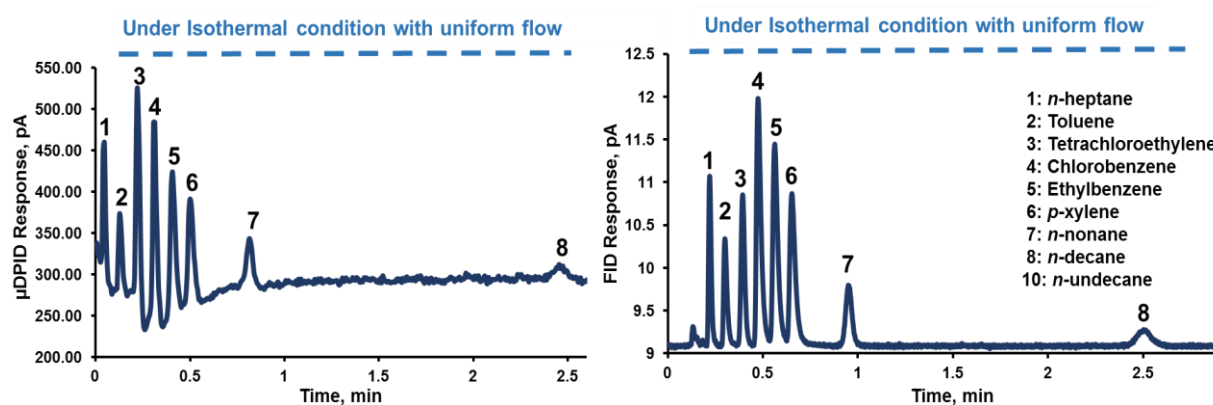 Under Isothermal condition with uniform flow
550.00
500.00
450.00
400.00
350.00
300.00
250.00
200.00
µDPID Response, pA
1
2
3
4
5
6
7
8
0
0.5
1
1.5
2
2.5
Time, min
Under Isothermal condition with uniform flow
12.5
12
11.5
11
10.5
10
9.5
9
FID Response, pA
1
2
3
4
5
6
7
8
1: n-heptane
2: Toluene
3: Tetrachloroethylene
4: Chlorobenzene
5: Ethylbenzene
6: p-xylene
7: n-nonane
8: n-decane
10: n-undecane
0
0.5
1
1.5
2
2.5
Time, min